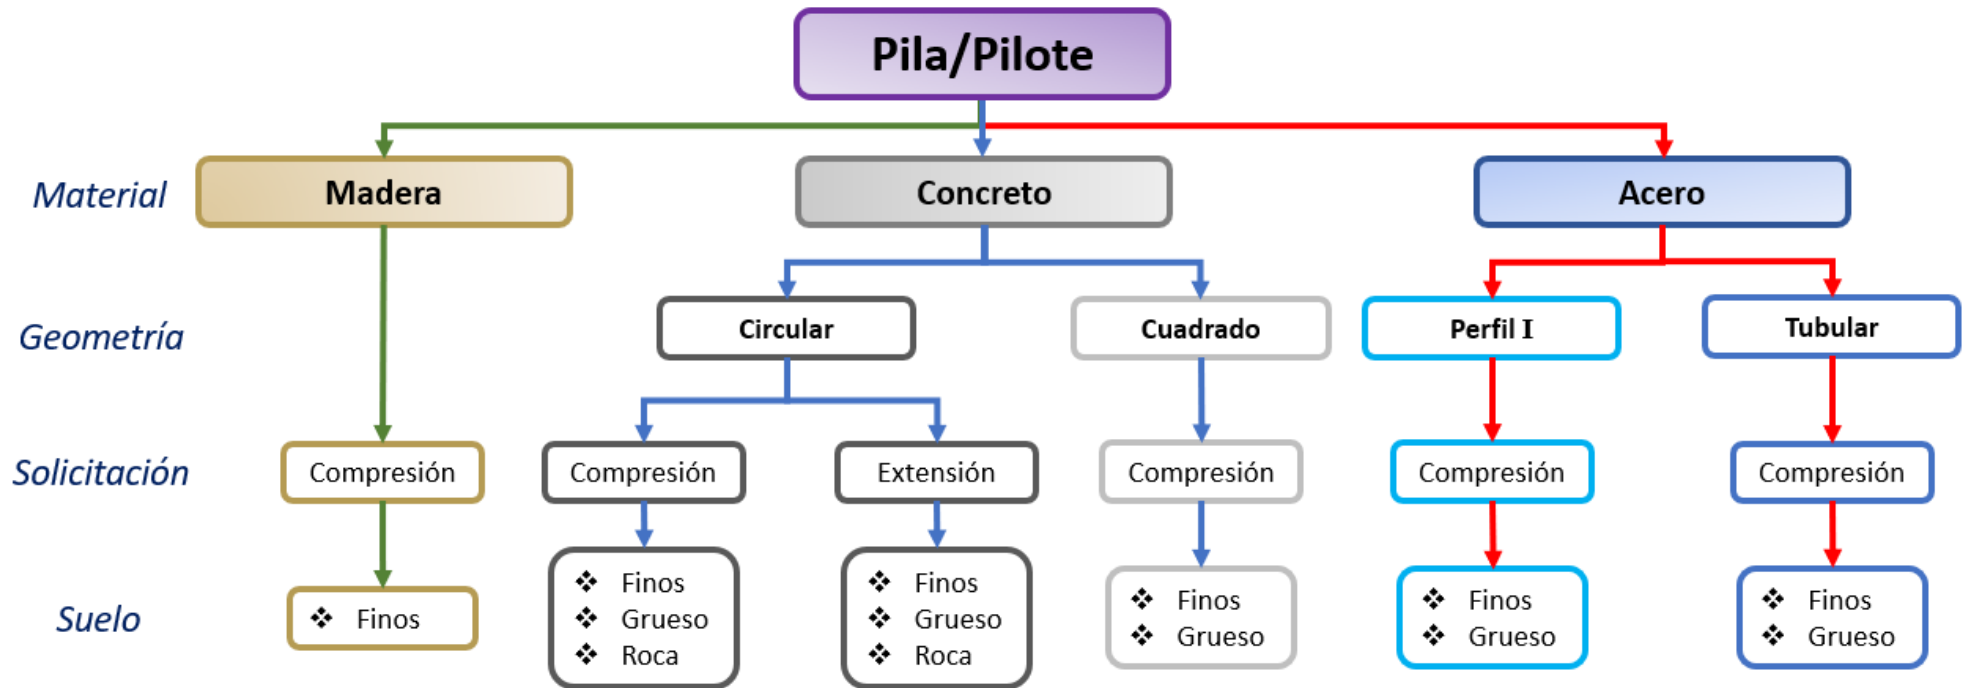 Pila/Pilote
Material
Madera
Concreto
Acero
Geometría
Circular
Cuadrado
Perfil I
Tubular
Solicitación
Compresión
Compresión
Extensión
Compresión
Compresión
Compresión
Suelo
❖ Finos
❖ Finos
❖ Grueso
❖ Roca
❖ Finos
❖ Grueso
❖ Roca
❖ Finos
❖ Grueso
❖ Finos
❖ Grueso
❖ Finos
❖ Grueso